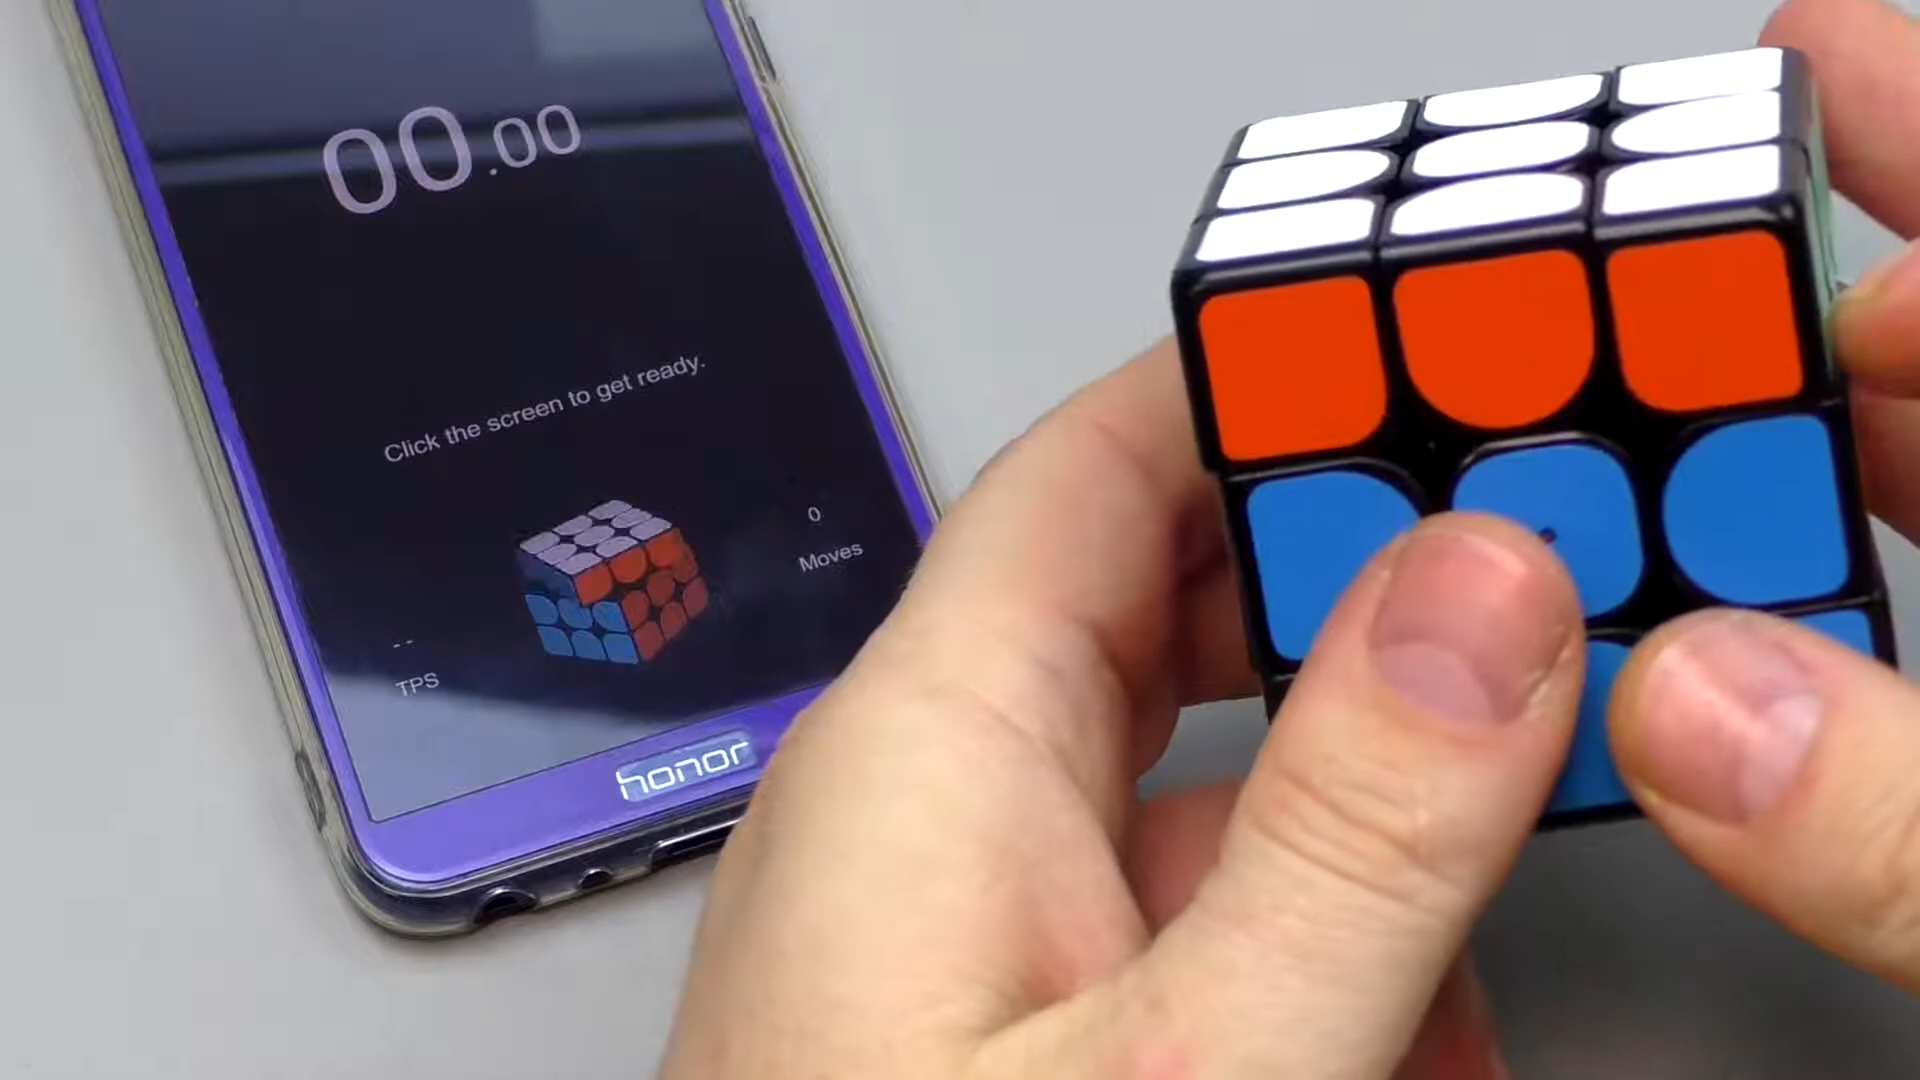 00.00
Click the screen to get ready.
0
Moves
--
TPS
honor